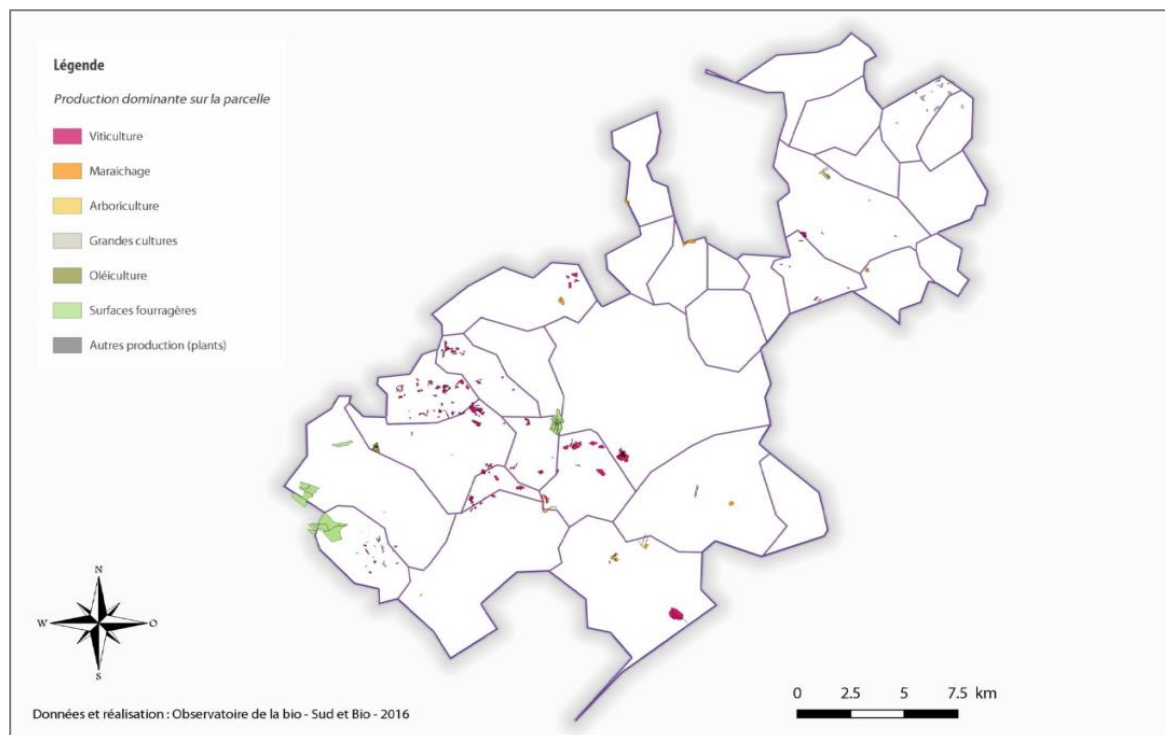 Légende
Production dominante sur la parcelle
Viticulture
Maraichage
Arboriculture
Grandes cultures
Oléiculture
Surfaces fourragères
Autres production (plants)
N
W
O
S
Données et réalisation : Observatoire de la bio - Sud et Bio - 2016
0 2.5 5 7.5 km